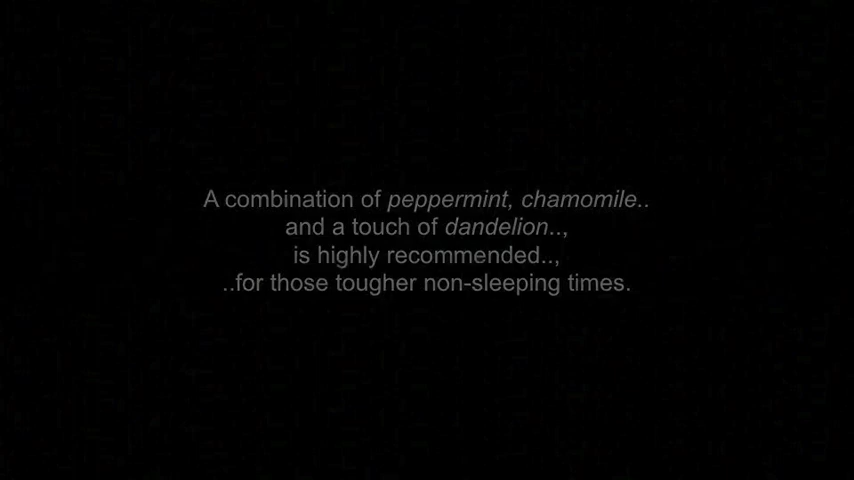 A combination of peppermint, chamomile..
and a touch of dandelion..,
is highly recommended..,
..for those tougher non-sleeping times.